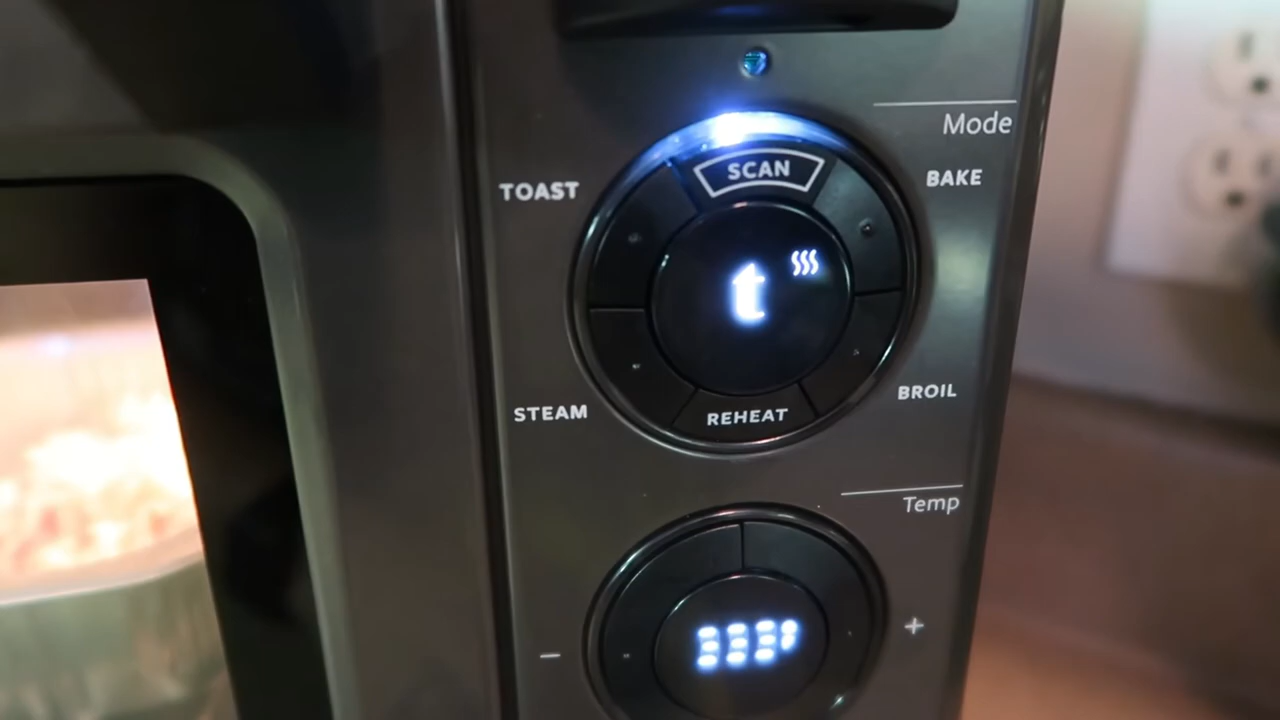 Mode
SCAN
TOAST
BAKE
t
STEAM
BROIL
REHEAT
Temp
- +